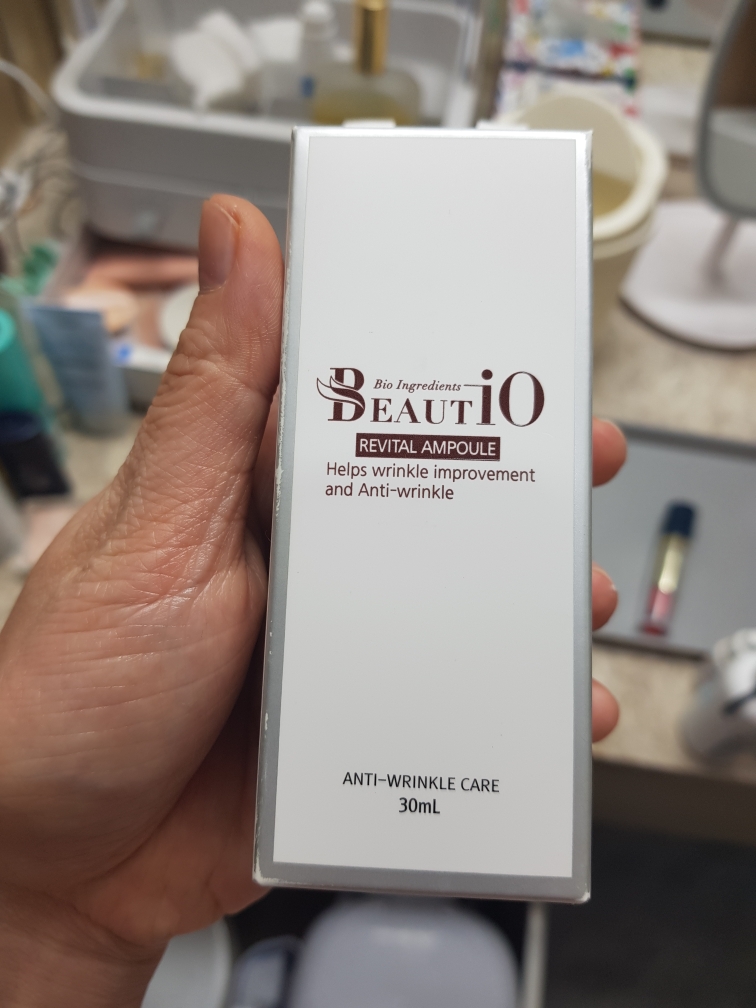 Bio Ingredients
BEAUTiO
REVITAL AMPOULE
Helps wrinkle improvement
and Anti-wrinkle
ANTI-WRINKLE CARE
30mL